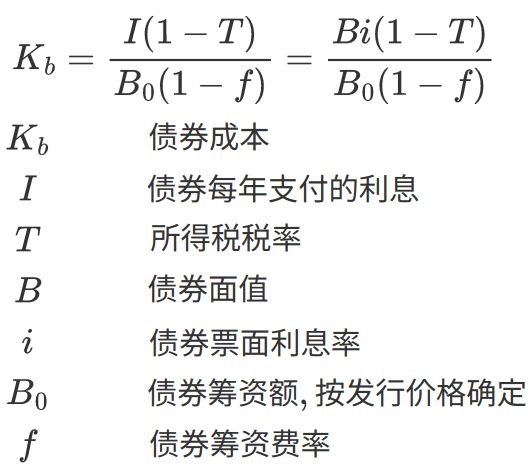 K_b = \frac{I(1-T)}{B_0(1-f)} = \frac{Bi(1-T)}{B_0(1-f)}
K_b 债券成本
I 债券每年支付的利息
T 所得税税率
B 债券面值
i 债券票面利息率
B_0 债券筹资额, 按发行价格确定
f 债券筹资费率